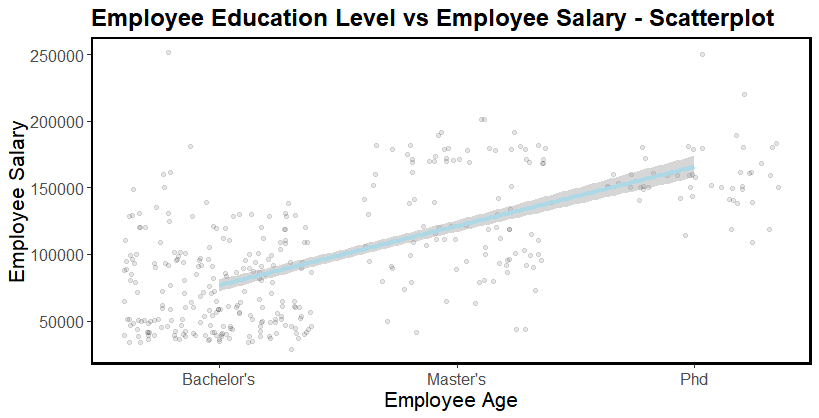 Employee Education Level vs Employee Salary - Scatterplot
Employee Salary
250000
200000
150000
100000
50000
Bachelor's Master's Phd
Employee Age